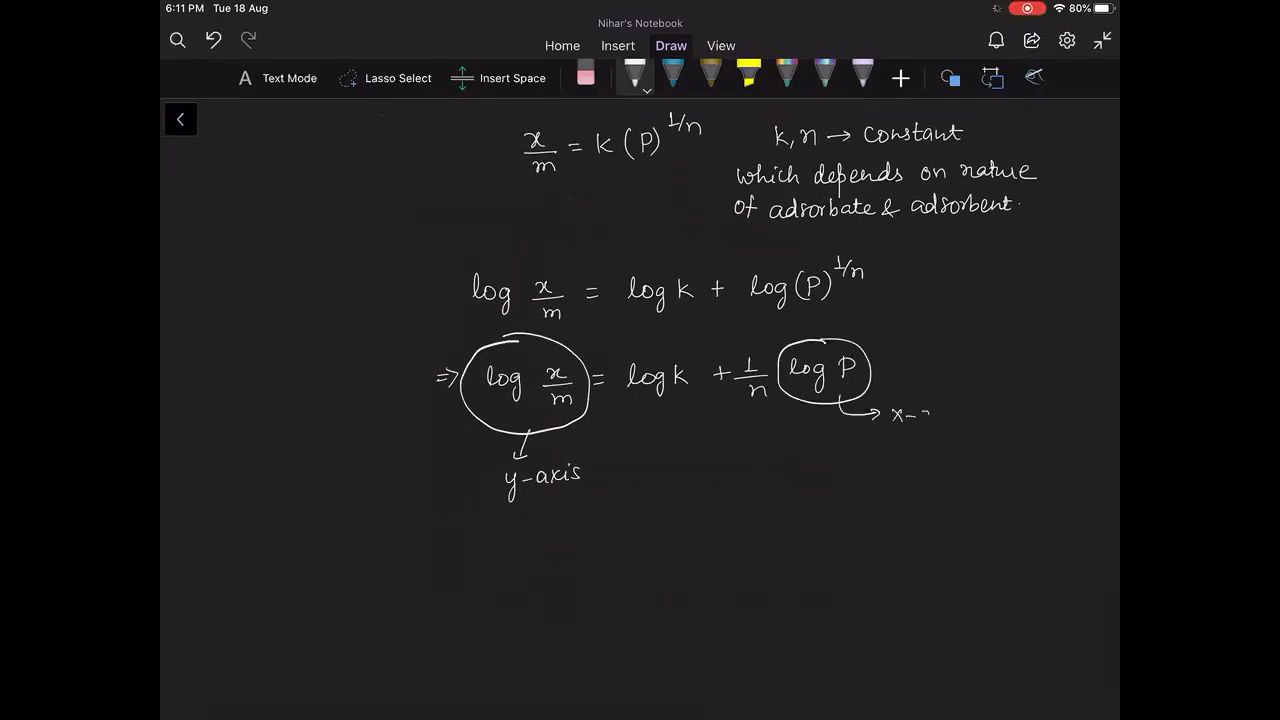 6:11 PM Tue 18 Aug
80%
Nihar's Notebook
Home Insert Draw View
Text Mode Lasso Select Insert Space
x/m = k (P)^1/n
k, n → constant
which depends on nature
of adsorbate & adsorbent.
log x/m = log k + log (P)^1/n
⇒ log x/m = log k + 1/n log P
→ x-
y-axis